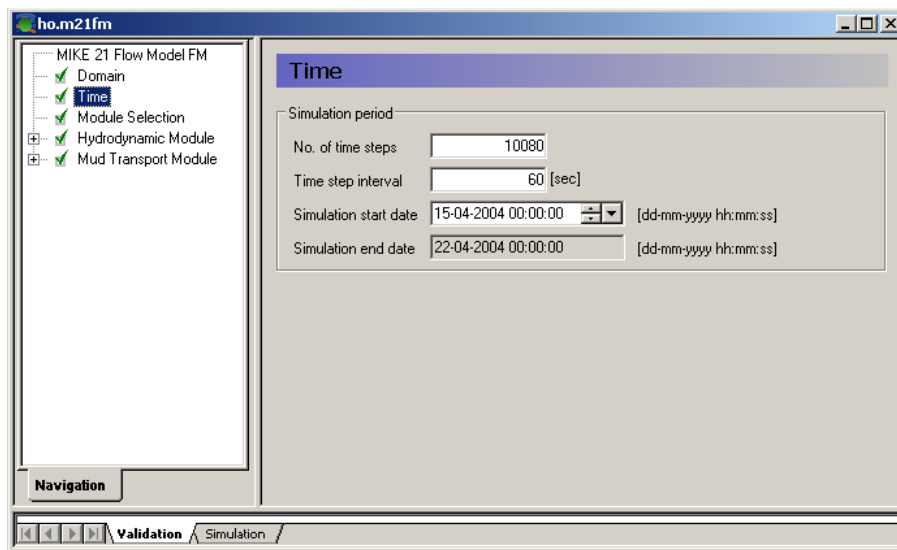 ho.m21fm
MIKE 21 Flow Model FM
Domain
Time
Module Selection
Hydrodynamic Module
Mud Transport Module
Navigation
Time
Simulation period
No. of time steps 10080
Time step interval 60 [sec]
Simulation start date 15-04-2004 00:00:00 [dd-mm-yyyy hh:mm:ss]
Simulation end date 22-04-2004 00:00:00 [dd-mm-yyyy hh:mm:ss]
Validation Simulation